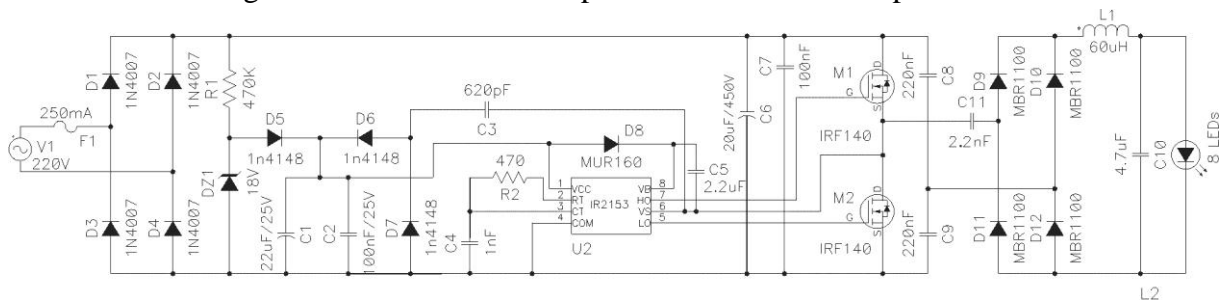 L1
60uH
D1
1N4007
D2
1N4007
R1
470K
620pF
C3
20uF/450V
C6
C7
100nF
M1
D
G
S
IRF140
220nF
C8
C11
2.2nF
D9
MBR1100
D10
MBR1100
250mA
F1
V1
220V
D5
1n4148
D6
1n4148
D8
MUR160
C5
2.2uF
470
R2
DZ1
18V
1 VCC VB 8
2 RT HO 7
3 CT VS 6
4 COM LO 5
IR2153
U2
4.7uF
C10
8 LEDs
D3
1N4007
D4
1N4007
22uF/25V
C1
100nF/25V
C2
D7
1n4148
C4
1nF
M2
D
G
S
IRF140
220nF
C9
D11
MBR1100
D12
MBR1100
L2